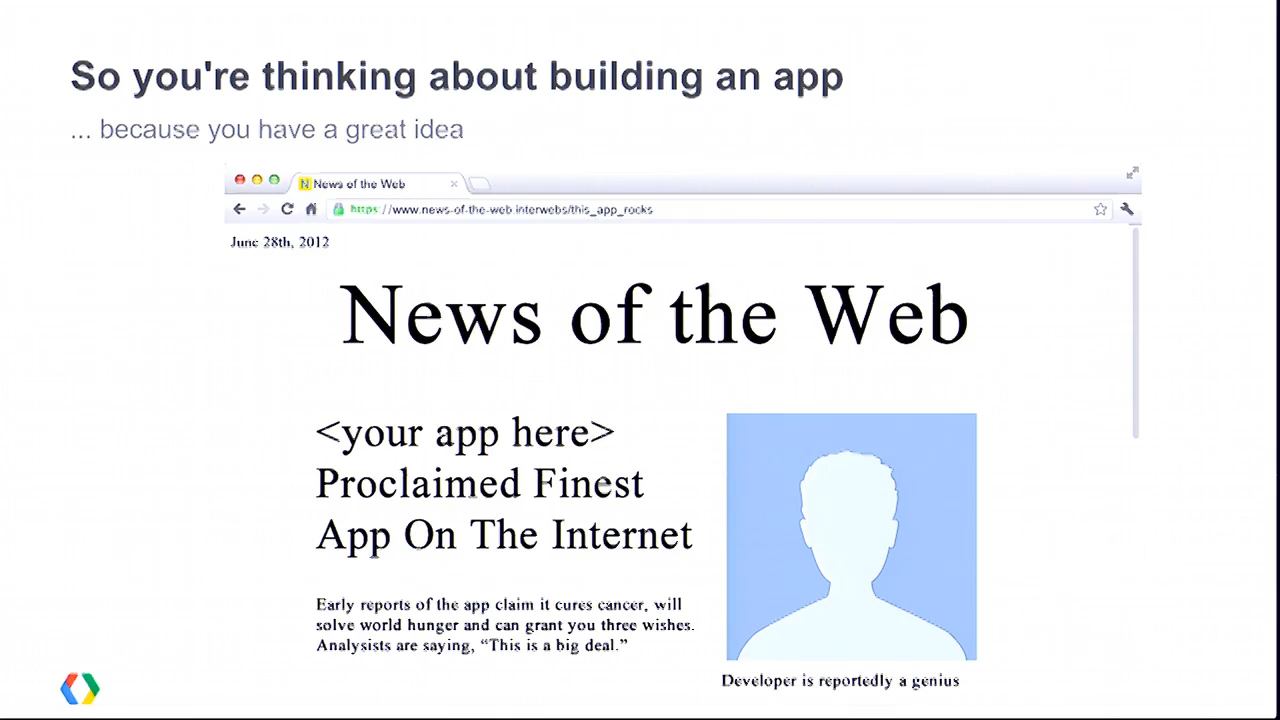 So you're thinking about building an app
... because you have a great idea
News of the Web
https://www.news-of-the-web.interwebs/this_app_rocks
June 28th, 2012
News of the Web
<your app here>
Proclaimed Finest
App On The Internet
Early reports of the app claim it cures cancer, will
solve world hunger and can grant you three wishes.
Analysists are saying, “This is a big deal.”
Developer is reportedly a genius